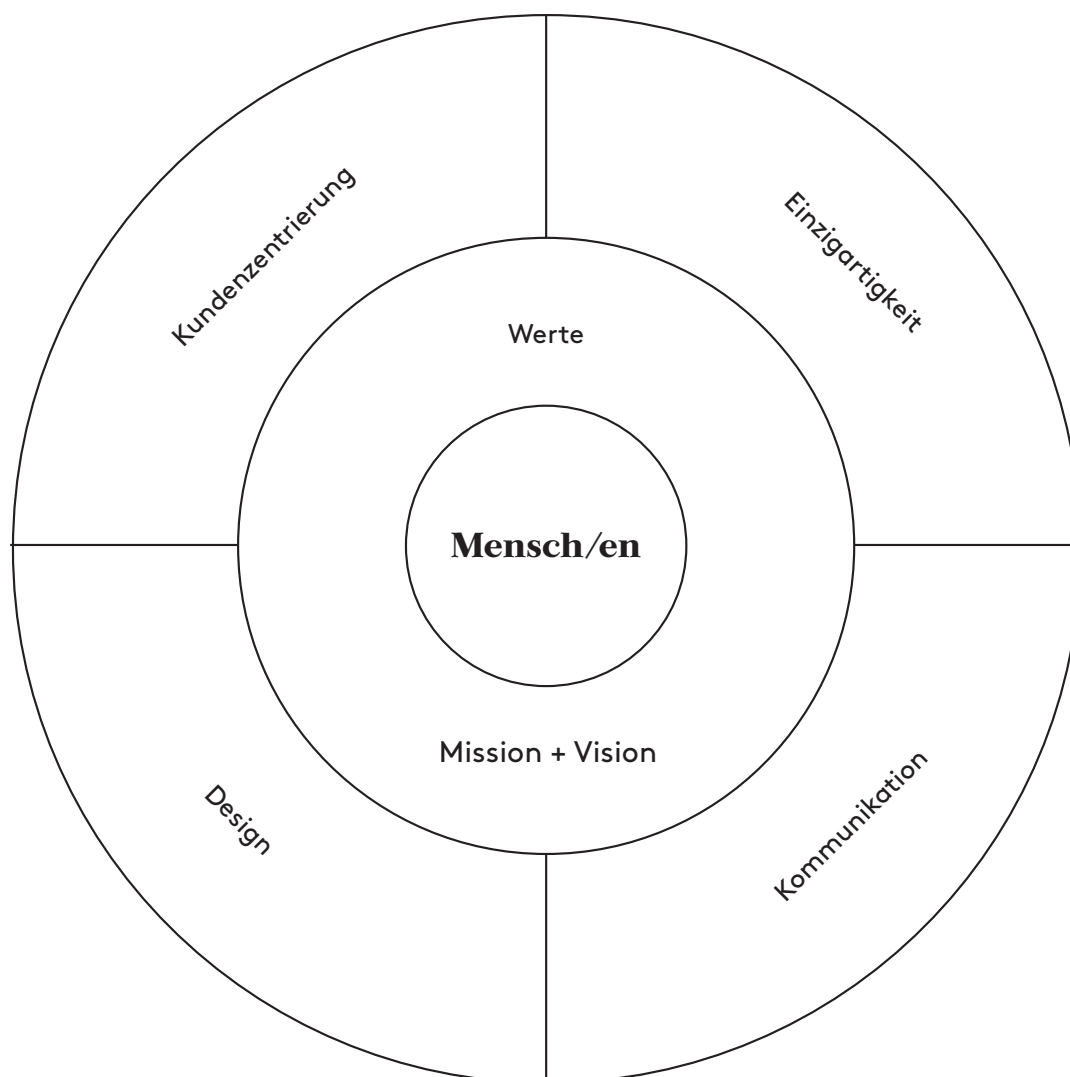 Kundenzentrierung
Einzigartigkeit
Werte
Mensch/en
Mission + Vision
Design
Kommunikation